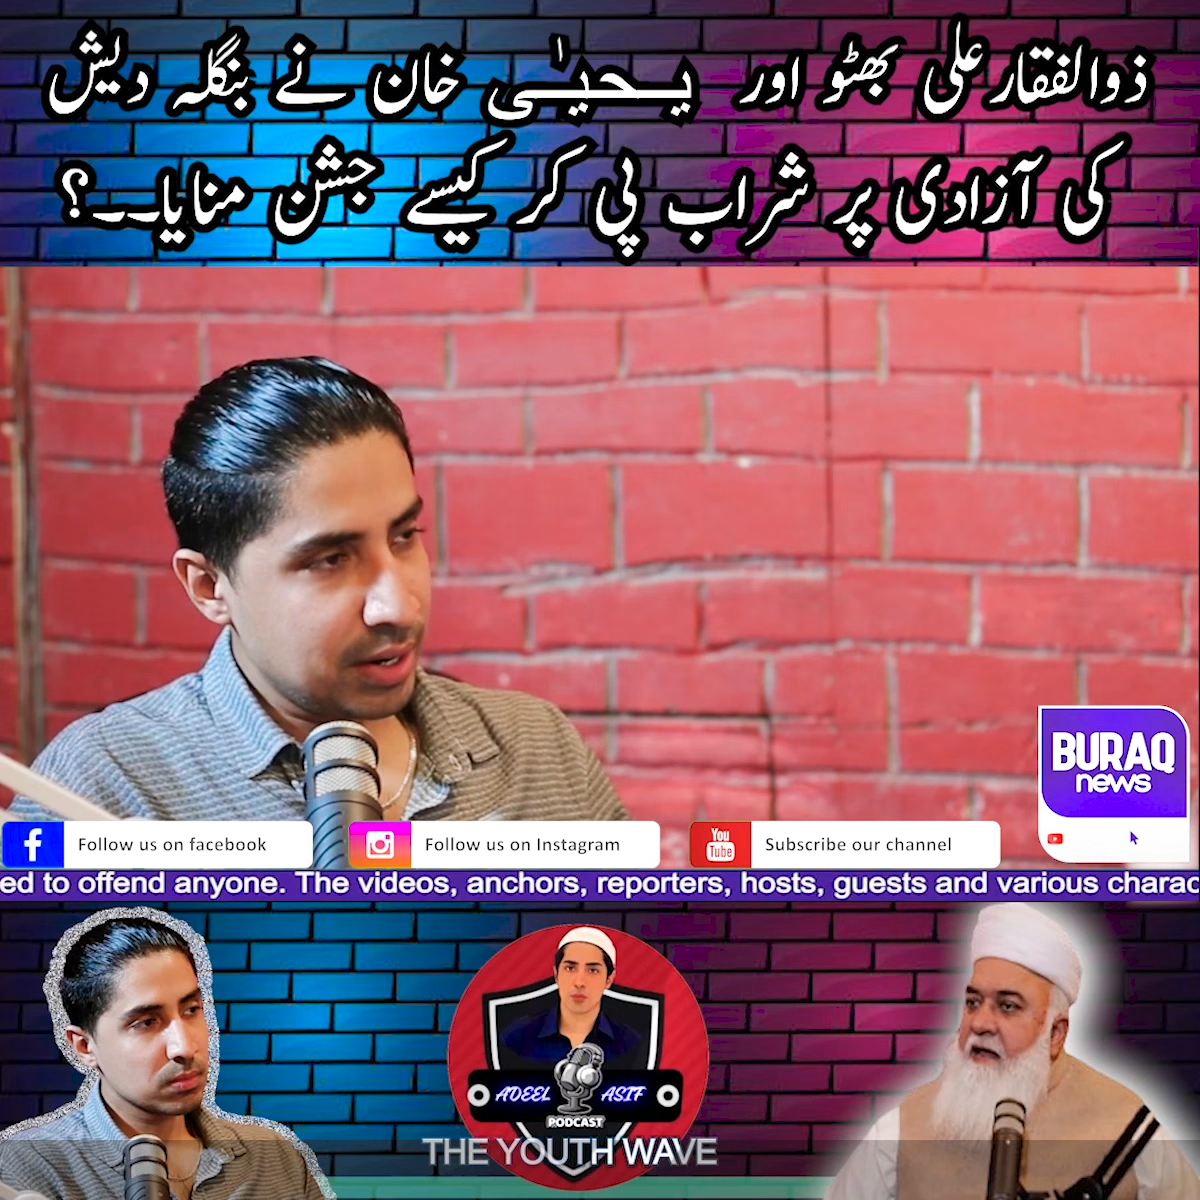 ذوالفقار علی بھٹو اور یحییٰ خان نے بنگلہ دیش
کی آزادی پر شراب پی کر کیسے جشن منایا۔۔؟
BURAQ
news
Follow us on facebook
Follow us on Instagram
You
Tube
Subscribe our channel
ed to offend anyone. The videos, anchors, reporters, hosts, guests and various charac
ADEEL ASIF
PODCAST
THE YOUTH WAVE